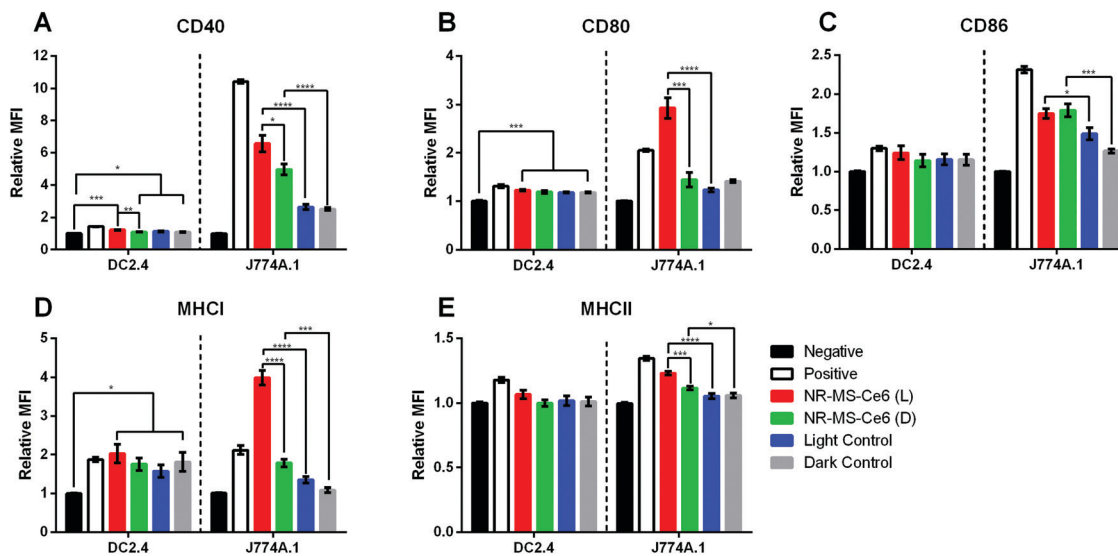 A
CD40
Relative MFI
12
10
8
6
4
2
0
*
***
**
****
****
*
DC2.4
J774A.1
B
CD80
Relative MFI
4
3
2
1
0
***
****
***
DC2.4
J774A.1
C
CD86
Relative MFI
2.5
2.0
1.5
1.0
0.5
0.0
***
*
DC2.4
J774A.1
D
MHCI
Relative MFI
5
4
3
2
1
0
*
***
****
****
DC2.4
J774A.1
E
MHCII
Relative MFI
1.5
1.0
0.5
0.0
*
****
***
DC2.4
J774A.1
Negative
Positive
NR-MS-Ce6 (L)
NR-MS-Ce6 (D)
Light Control
Dark Control